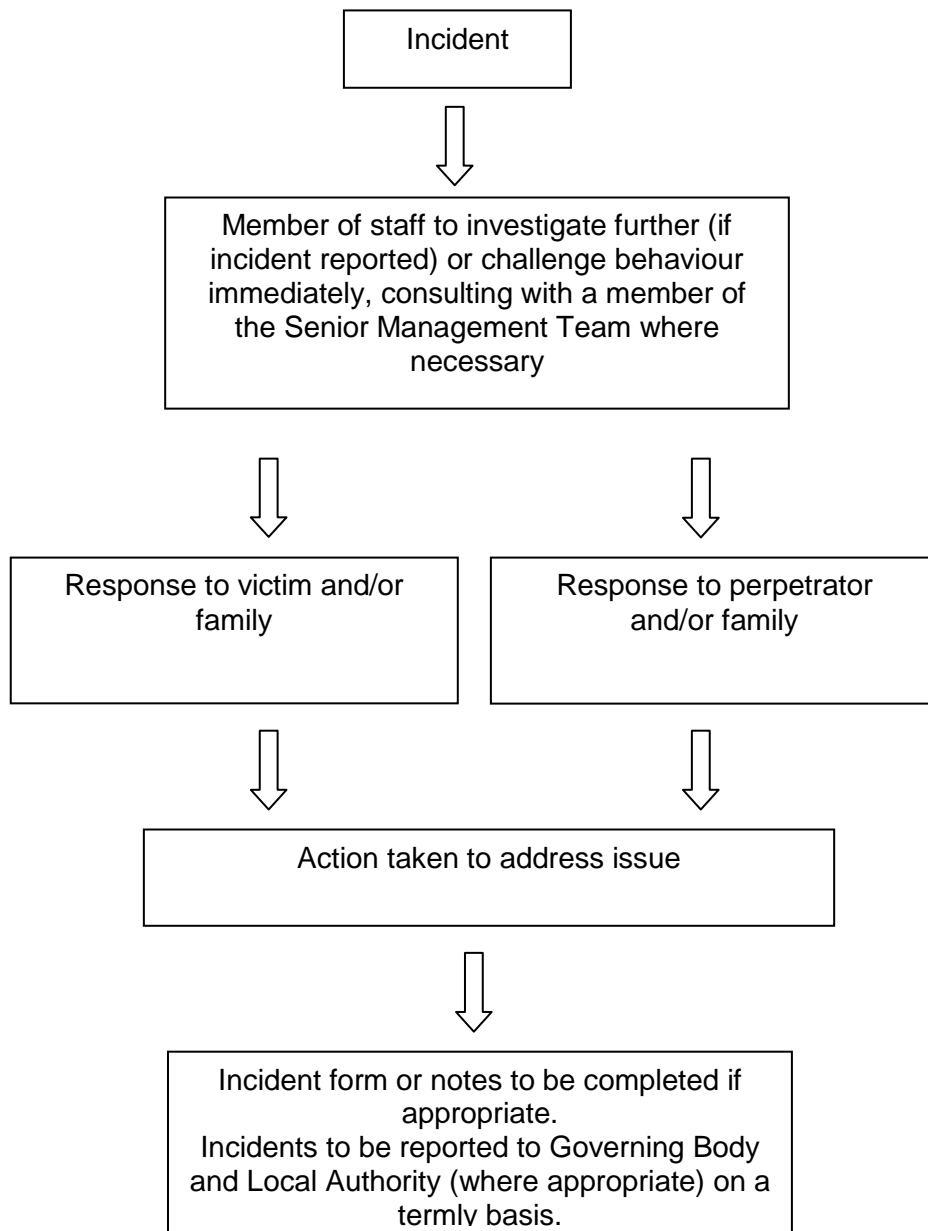 Incident
Member of staff to investigate further (if
incident reported) or challenge behaviour
immediately, consulting with a member of
the Senior Management Team where
necessary
Response to victim and/or
family
Response to perpetrator
and/or family
Action taken to address issue
Incident form or notes to be completed if
appropriate.
Incidents to be reported to Governing Body
and Local Authority (where appropriate) on a
termly basis.